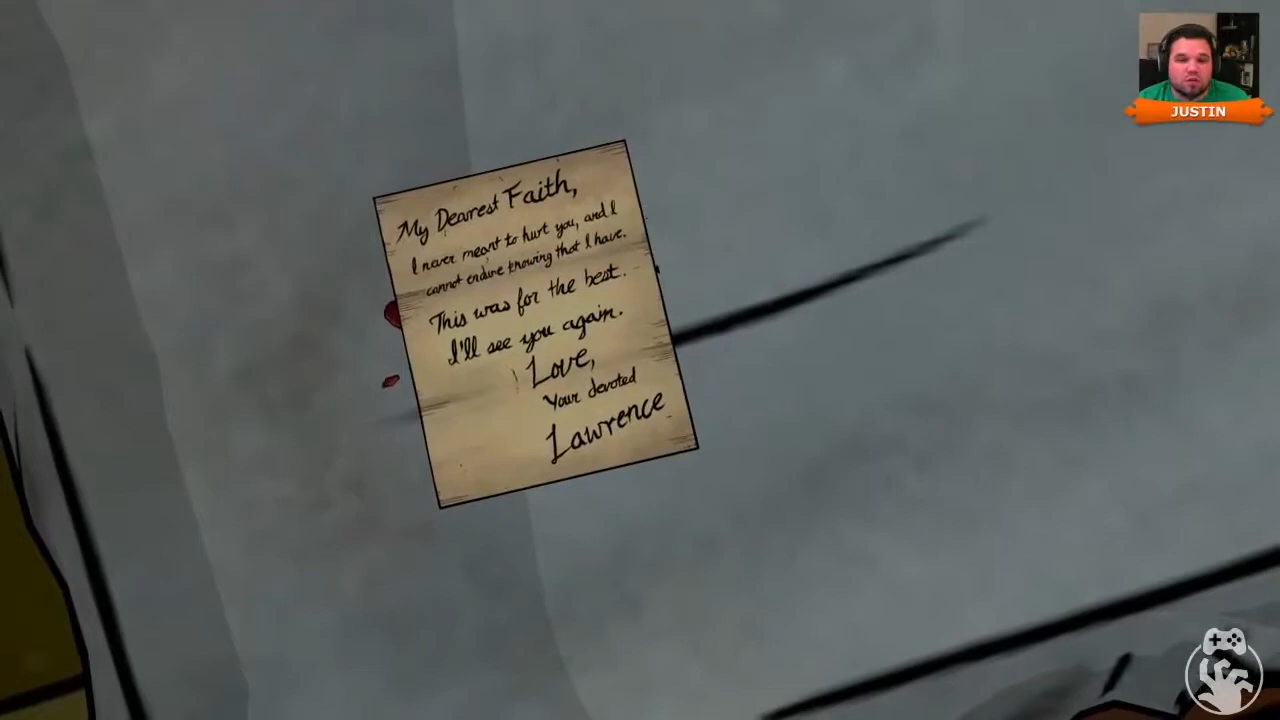 JUSTIN
My Dearest Faith,
I never meant to hurt you, and I
cannot endure knowing that I have.
This was for the best.
I'll see you again.
Love,
Your devoted
Lawrence